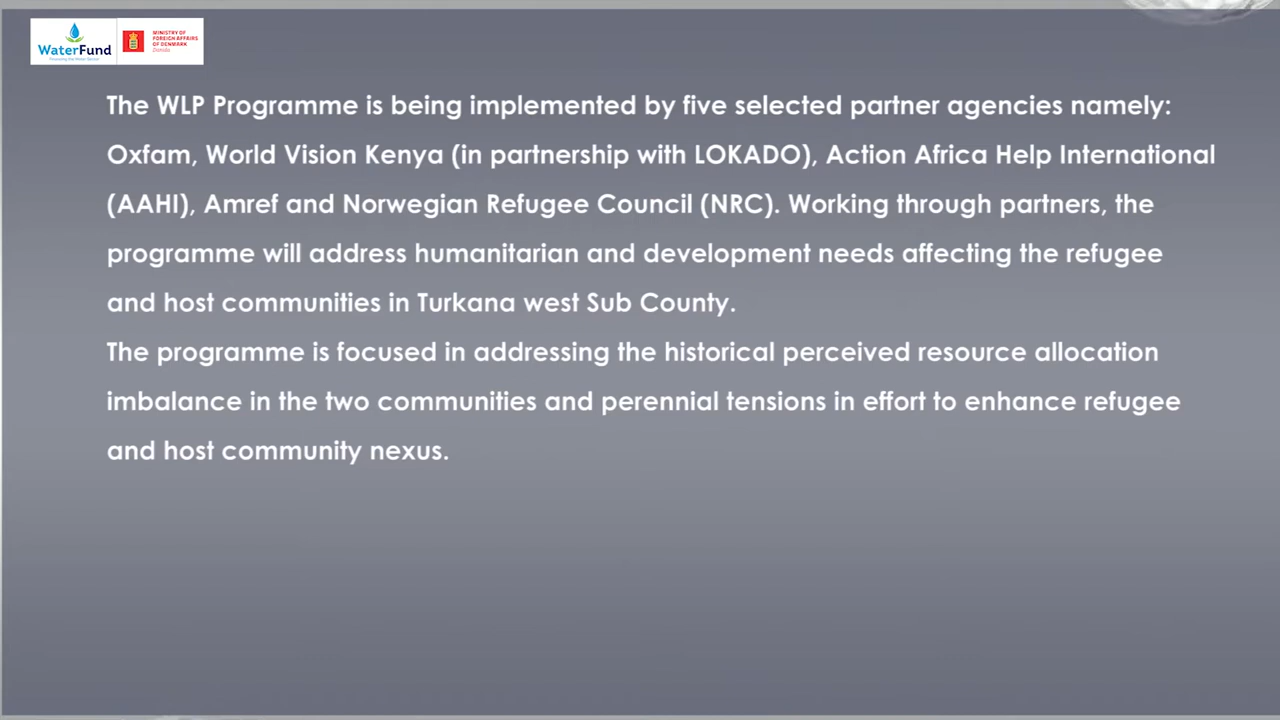 WaterFund
MINISTRY OF
FOREIGN AFFAIRS
OF DENMARK
Danida
The WLP Programme is being implemented by five selected partner agencies namely:
Oxfam, World Vision Kenya (in partnership with LOKADO), Action Africa Help International
(AAHI), Amref and Norwegian Refugee Council (NRC). Working through partners, the
programme will address humanitarian and development needs affecting the refugee
and host communities in Turkana west Sub County.
The programme is focused in addressing the historical perceived resource allocation
imbalance in the two communities and perennial tensions in effort to enhance refugee
and host community nexus.